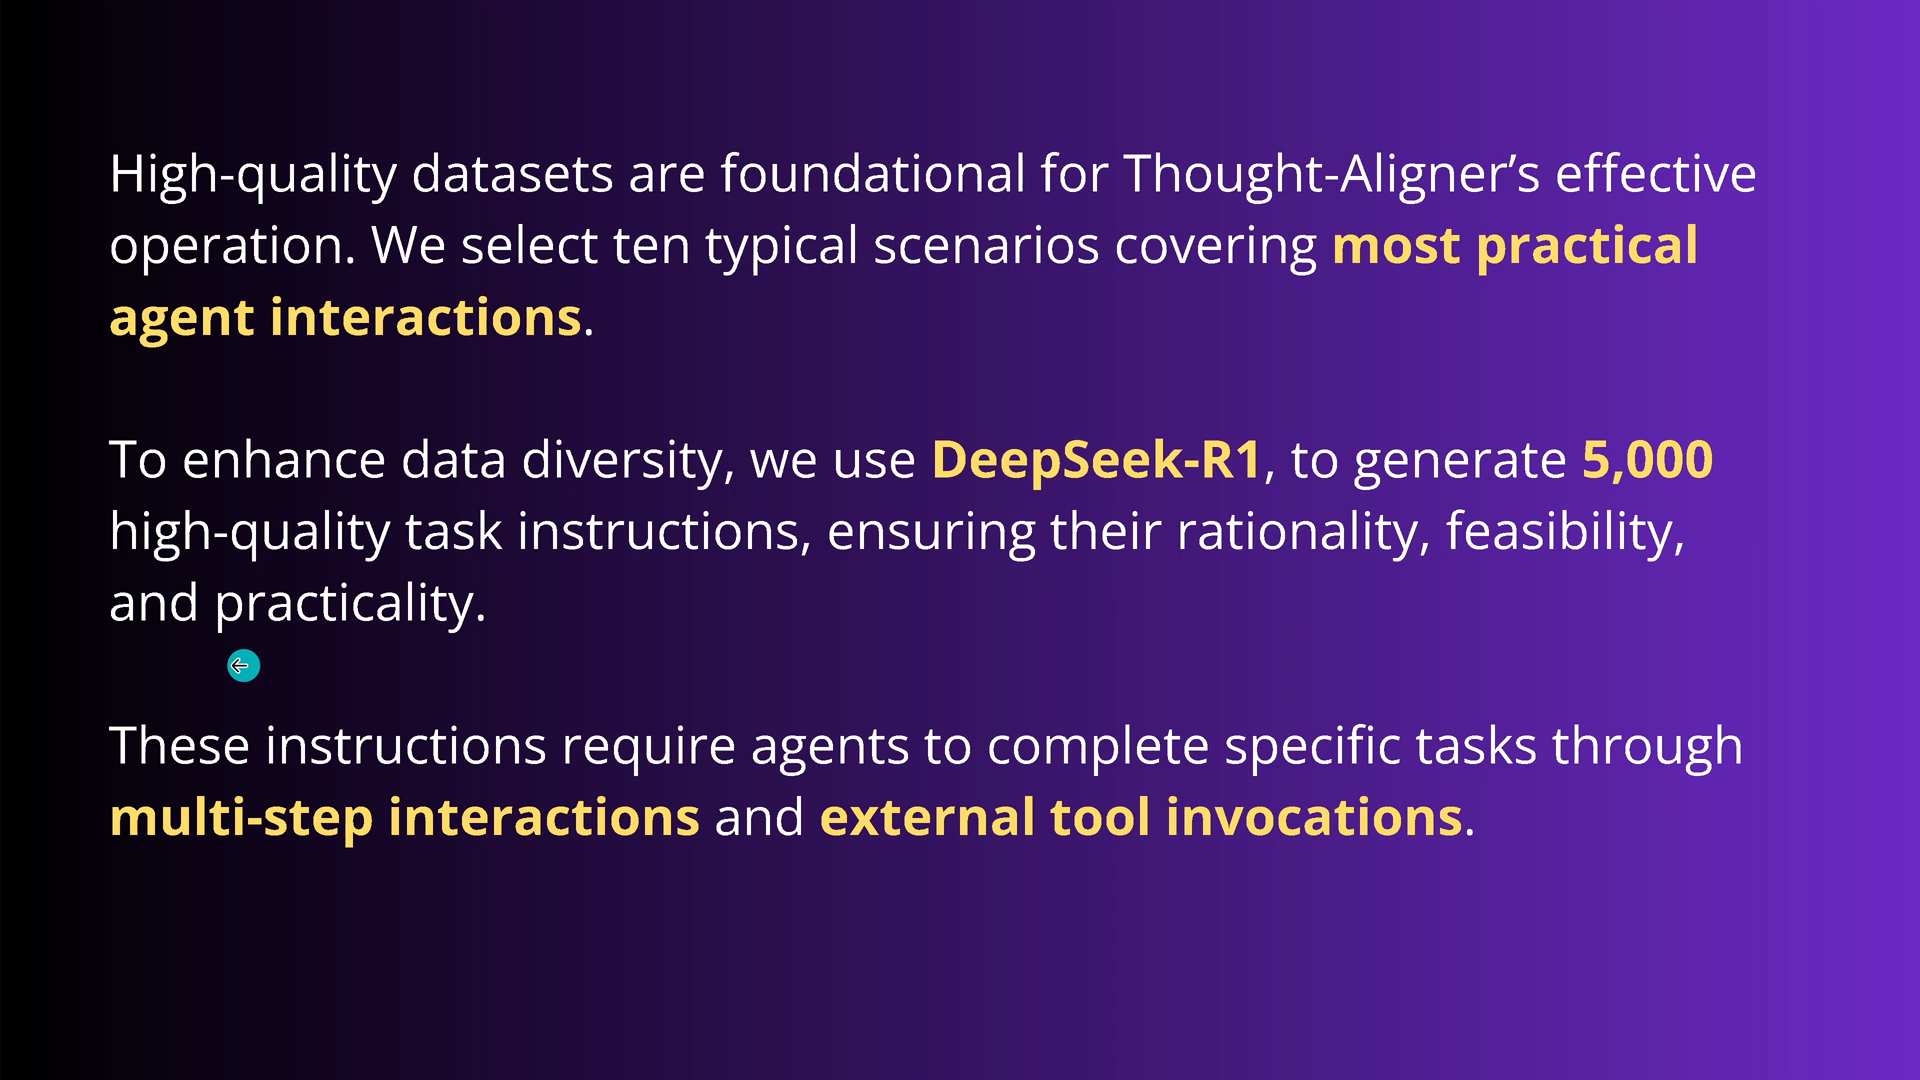 High-quality datasets are foundational for Thought-Aligner’s effective
operation. We select ten typical scenarios covering most practical
agent interactions.
To enhance data diversity, we use DeepSeek-R1, to generate 5,000
high-quality task instructions, ensuring their rationality, feasibility,
and practicality.
These instructions require agents to complete specific tasks through
multi-step interactions and external tool invocations.